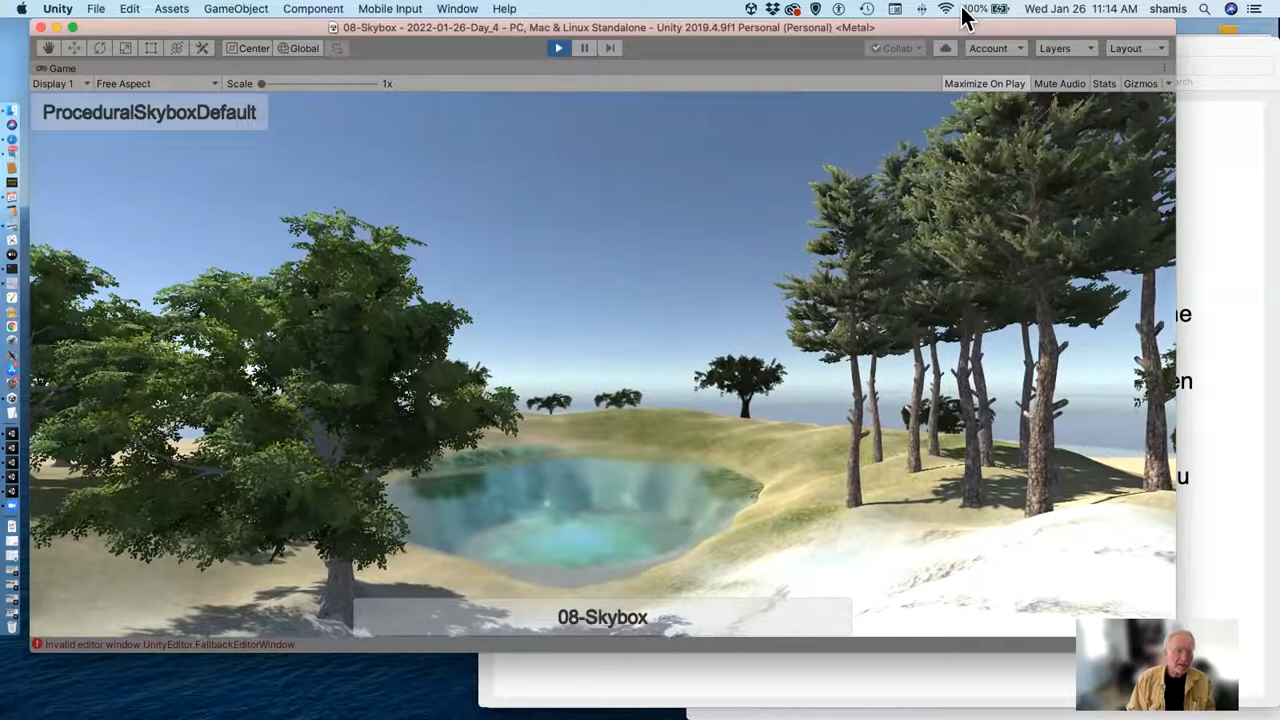 Unity File Edit Assets GameObject Component Mobile Input Window Help 100% Wed Jan 26 11:14 AM shamis
08-Skybox - 2022-01-26-Day_4 - PC, Mac & Linux Standalone - Unity 2019.4.9f1 Personal (Personal) <Metal>
Center Global Collab Account Layers Layout
Game
Display 1 Free Aspect Scale 1x Maximize On Play Mute Audio Stats Gizmos
ProceduralSkyboxDefault
08-Skybox
Invalid editor window UnityEditor.FallbackEditorWindow